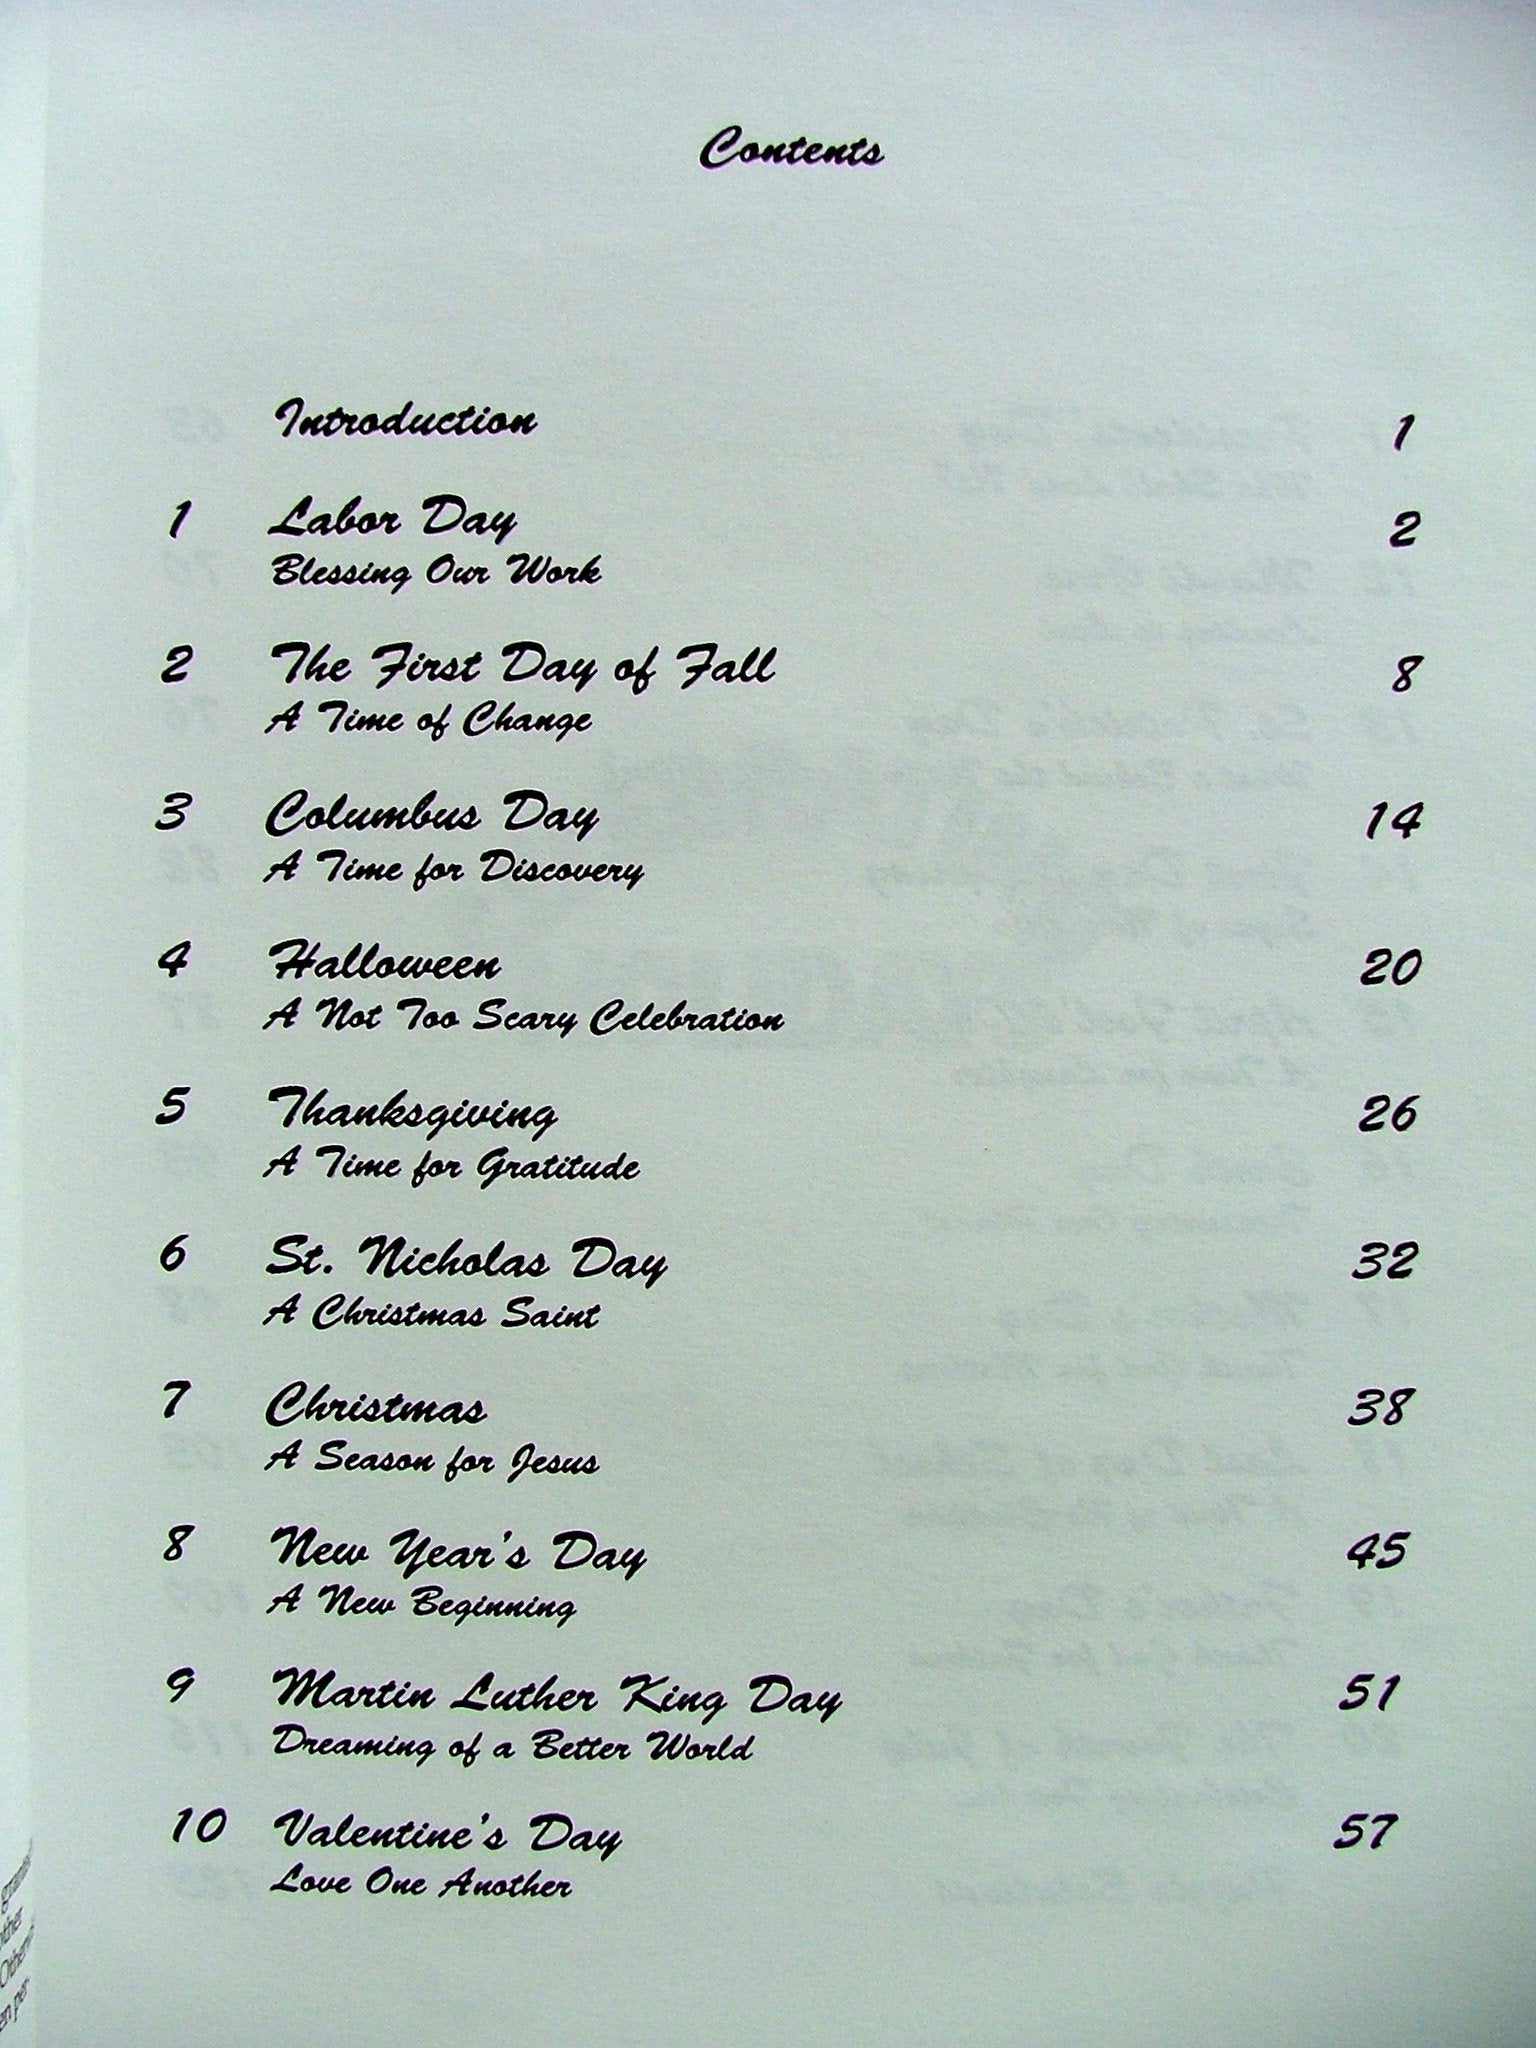 Contents
Introduction 1
1 Labor Day 2
Blessing Our Work
2 The First Day of Fall 8
A Time of Change
3 Columbus Day 14
A Time for Discovery
4 Halloween 20
A Not Too Scary Celebration
5 Thanksgiving 26
A Time for Gratitude
6 St. Nicholas Day 32
A Christmas Saint
7 Christmas 38
A Season for Jesus
8 New Year's Day 45
A New Beginning
9 Martin Luther King Day 51
Dreaming of a Better World
10 Valentine's Day 57
Love One Another